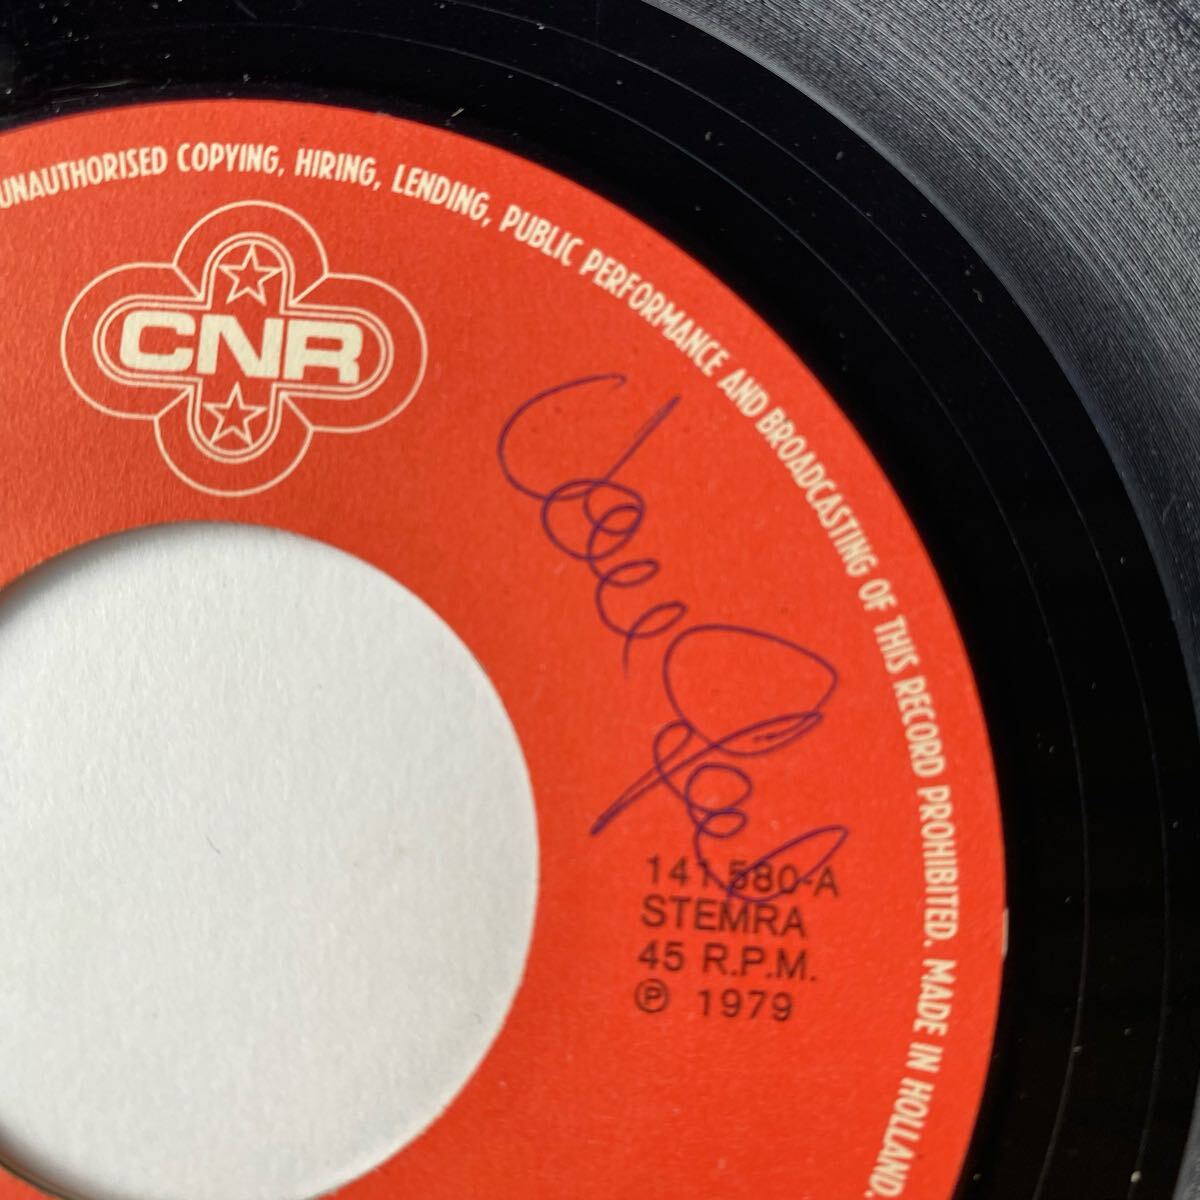 UNAUTHORISED COPYING, HIRING, LENDING, PUBLIC PERFORMANCE AND BROADCASTING OF THIS RECORD PROHIBITED. MADE IN HOLLAND.
CNR
141.580-A
STEMRA
45 R.P.M.
℗ 1979